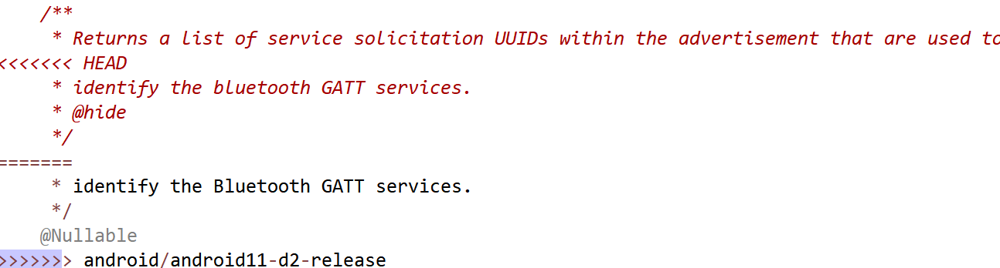 /**
* Returns a list of service solicitation UUIDs within the advertisement that are used to
<<<<<<< HEAD
* identify the bluetooth GATT services.
* @hide
*/
=======
* identify the Bluetooth GATT services.
*/
@Nullable
>>>>>>> android/android11-d2-release